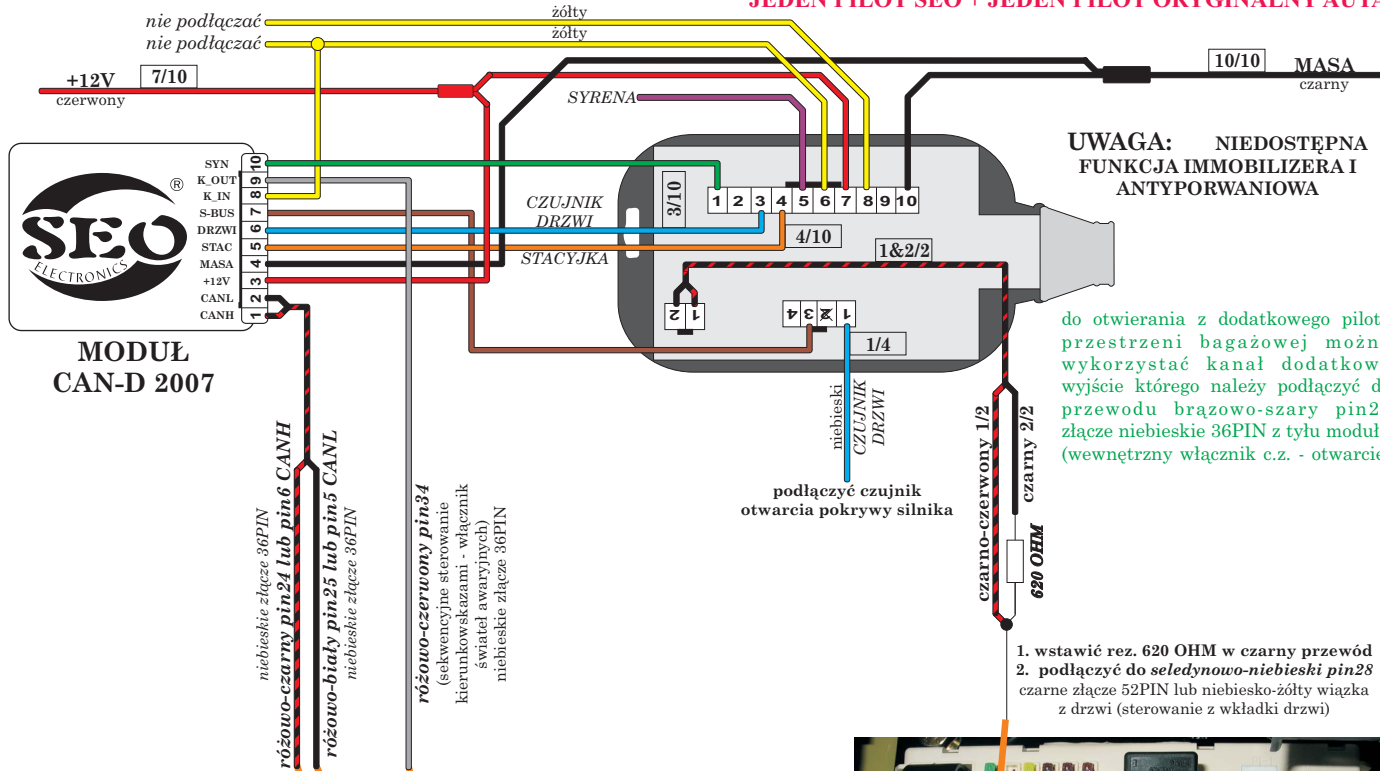 JEDEN PILOT SEO + JEDEN PILOT ORYGINALNY AUTA
nie podłączać
żółty
nie podłączać
żółty
+12V
7/10
czerwony
10/10
MASA
czarny
SYRENA
UWAGA: NIEDOSTĘPNA
FUNKCJA IMMOBILIZERA I
ANTYPORWANIOWA
SEO
ELECTRONICS
®
SYN 10
K_OUT 9
K_IN 8
S-BUS 7
DRZWI 6
STAC 5
MASA 4
+12V 3
CANL 2
CANH 1
MODUŁ
CAN-D 2007
CZUJNIK
DRZWI
STACYJKA
3/10
1 2 3 4 5 6 7 8 9 10
4/10
1&2/2
2 1
4 3 2 1
1/4
niebieski
CZUJNIK
DRZWI
podłączyć czujnik
otwarcia pokrywy silnika
do otwierania z dodatkowego pilot
przestrzeni bagażowej możn
wykorzystać kanał dodatkow
wyjście którego należy podłączyć d
przewodu brązowo-szary pin2
złącze niebieskie 36PIN z tyłu moduł
(wewnętrzny włącznik c.z. - otwarcie
czarno-czerwony 1/2
czarny 2/2
620 OHM
niebieskie złącze 36PIN
różowo-czarny pin24 lub pin6 CANH
różowo-biały pin25 lub pin5 CANL
niebieskie złącze 36PIN
różowo-czerwony pin34
(sekwencyjne sterowanie
kierunkowskazami - włącznik
świateł awaryjnych)
niebieskie złącze 36PIN
1. wstawić rez. 620 OHM w czarny przewód
2. podłączyć do seledynowo-niebieski pin28
czarne złącze 52PIN lub niebiesko-żółty wiązka
z drzwi (sterowanie z wkładki drzwi)